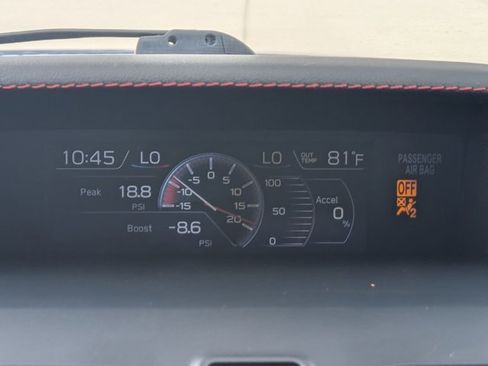 10:45 LO LO OUT TEMP 81°F
PASSENGER
AIR BAG
OFF
2
Peak 18.8
PSI
Boost -8.6
PSI
-15 -10 -5 0 5 10 15 20
100
50
0
Accel
0
%